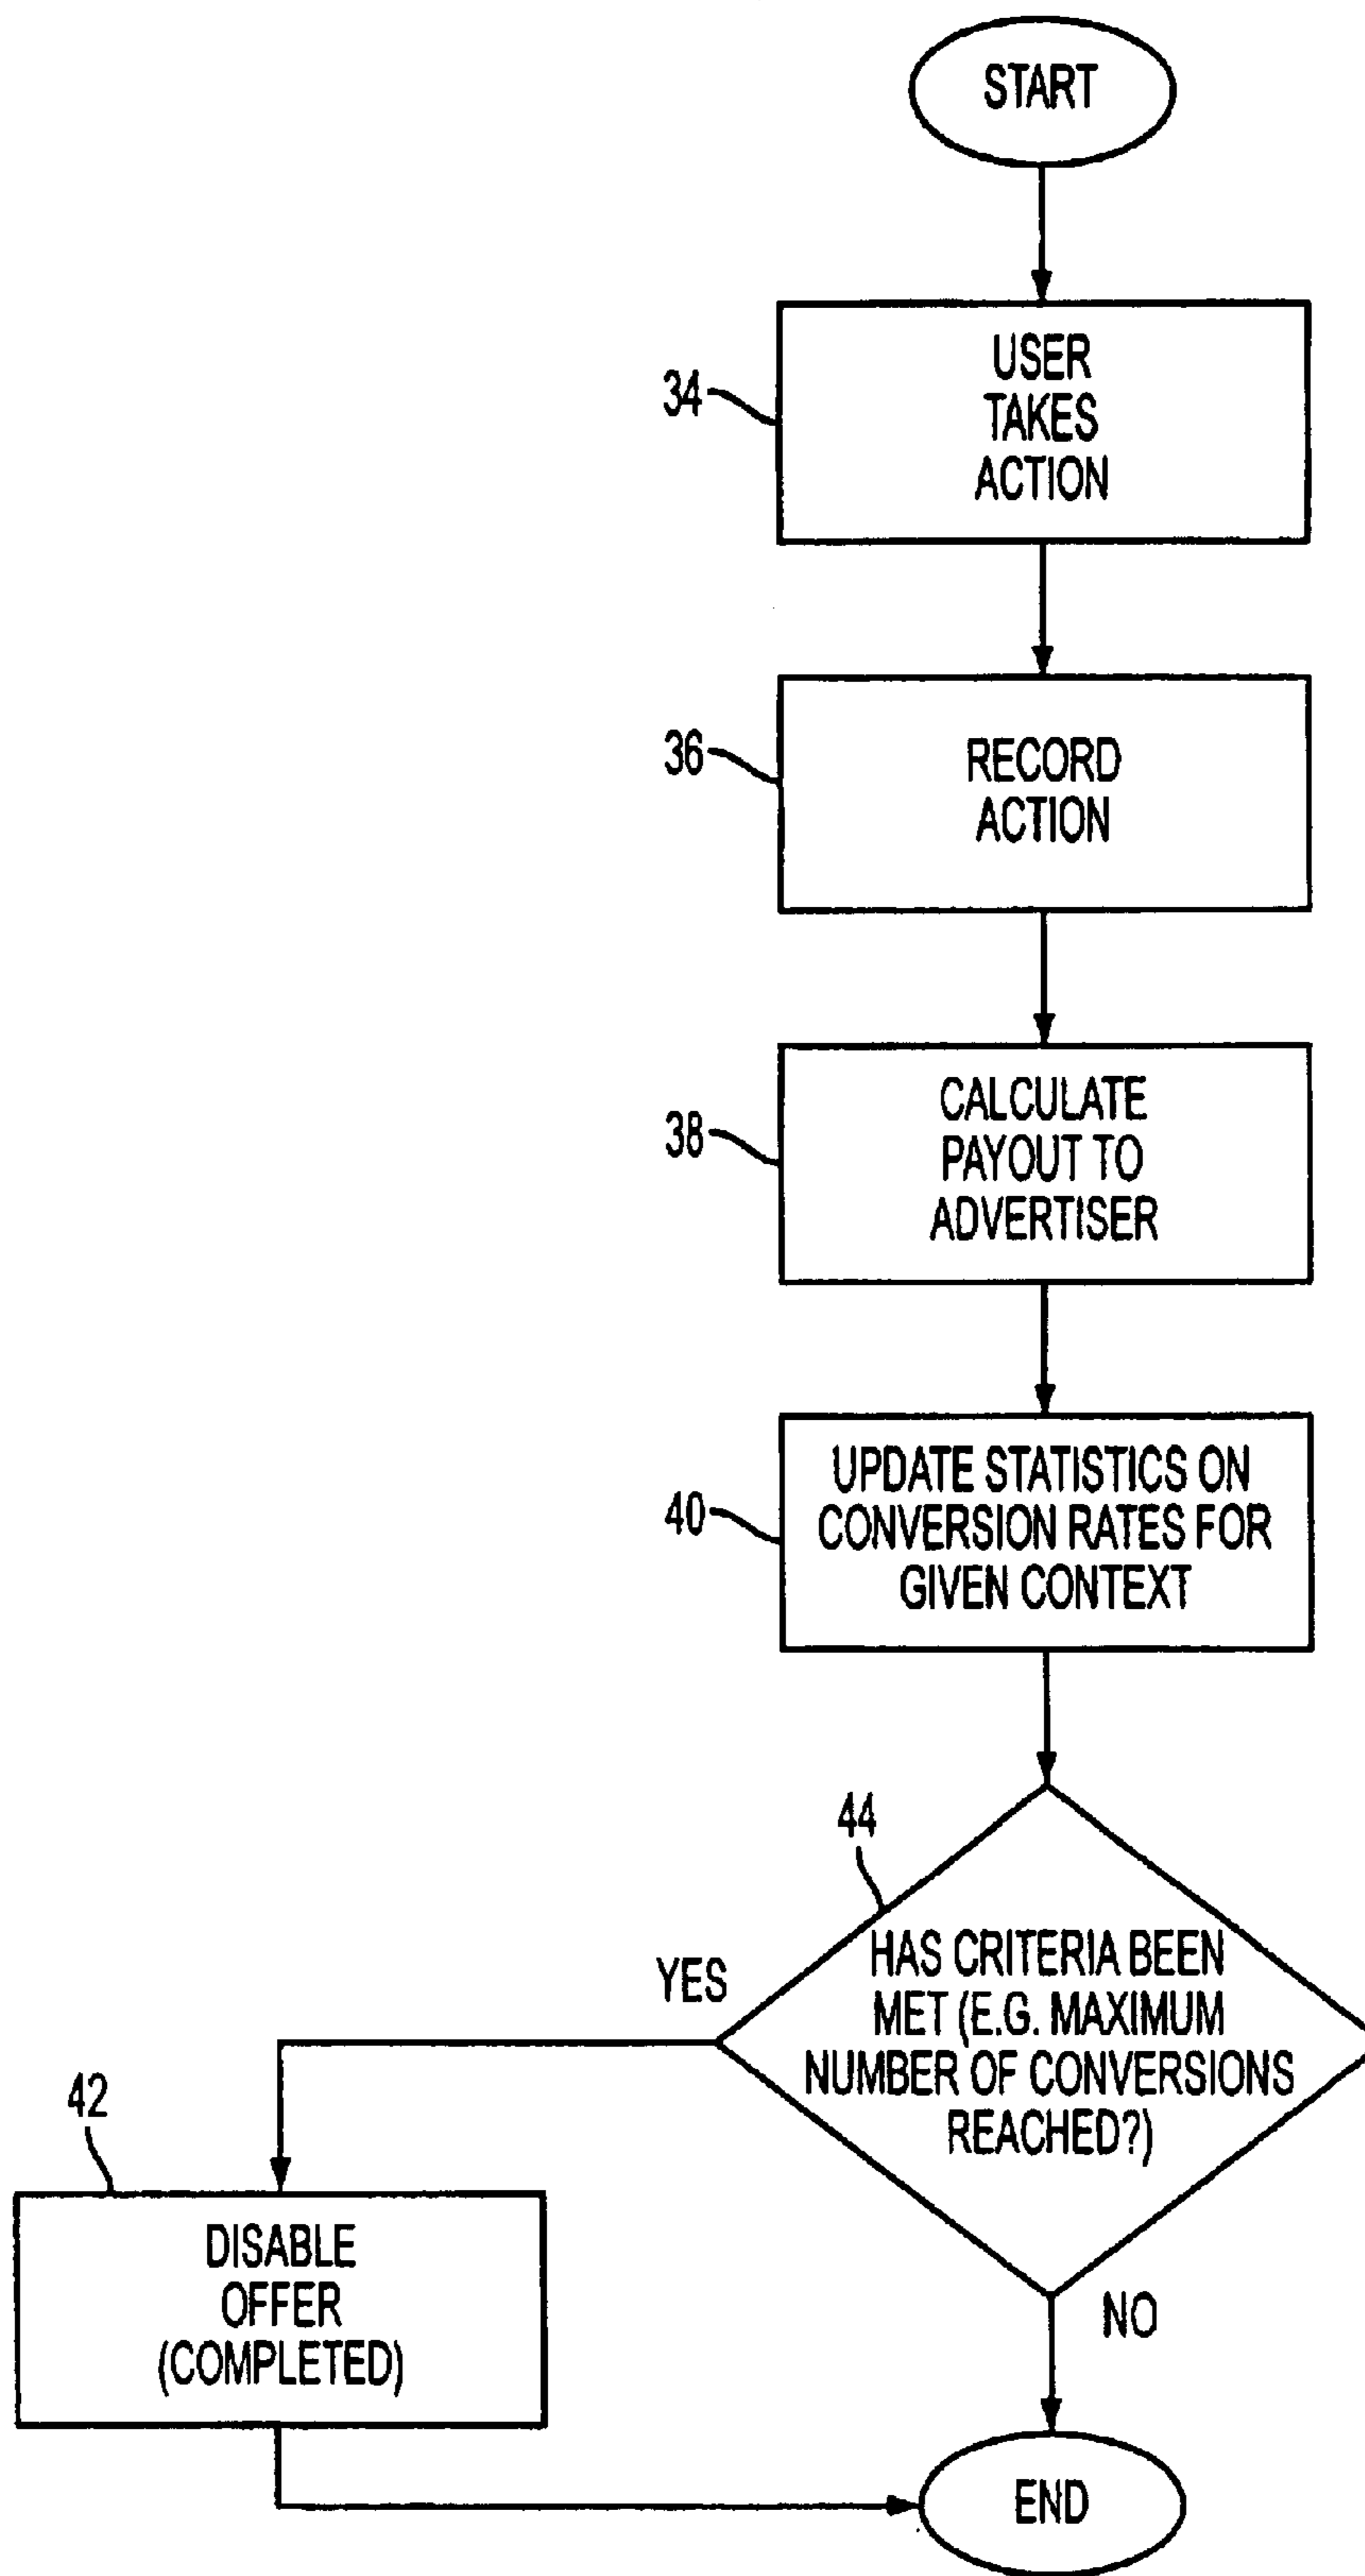 START
34
USER
TAKES
ACTION
36
RECORD
ACTION
38
CALCULATE
PAYOUT TO
ADVERTISER
40
UPDATE STATISTICS ON
CONVERSION RATES FOR
GIVEN CONTEXT
44
HAS CRITERIA BEEN
MET (E.G. MAXIMUM
NUMBER OF CONVERSIONS
REACHED?)
YES
42
DISABLE
OFFER
(COMPLETED)
NO
END